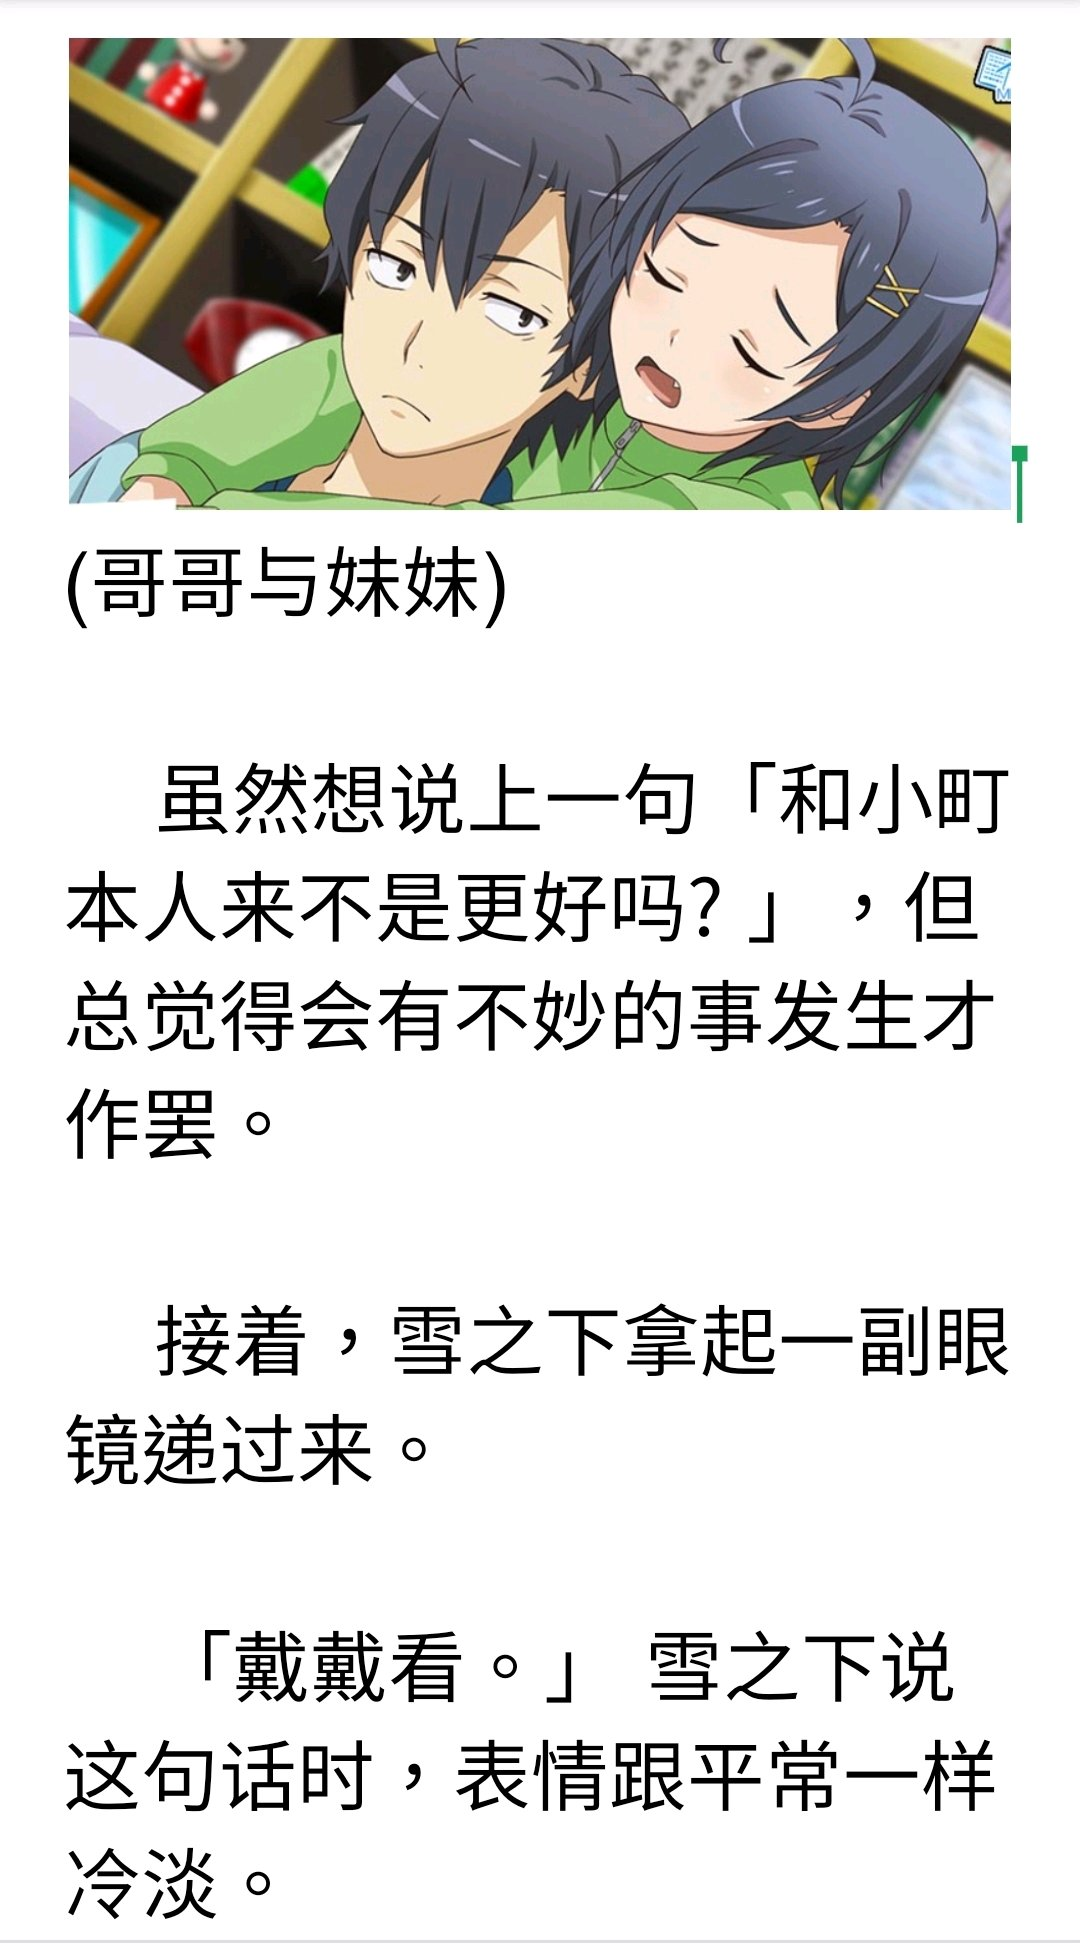 (哥哥与妹妹)
虽然想说上一句「和小町
本人来不是更好吗?」，但
总觉得会有不妙的事发生才
作罢。
接着，雪之下拿起一副眼
镜递过来。
「戴戴看。」 雪之下说
这句话时，表情跟平常一样
冷淡。